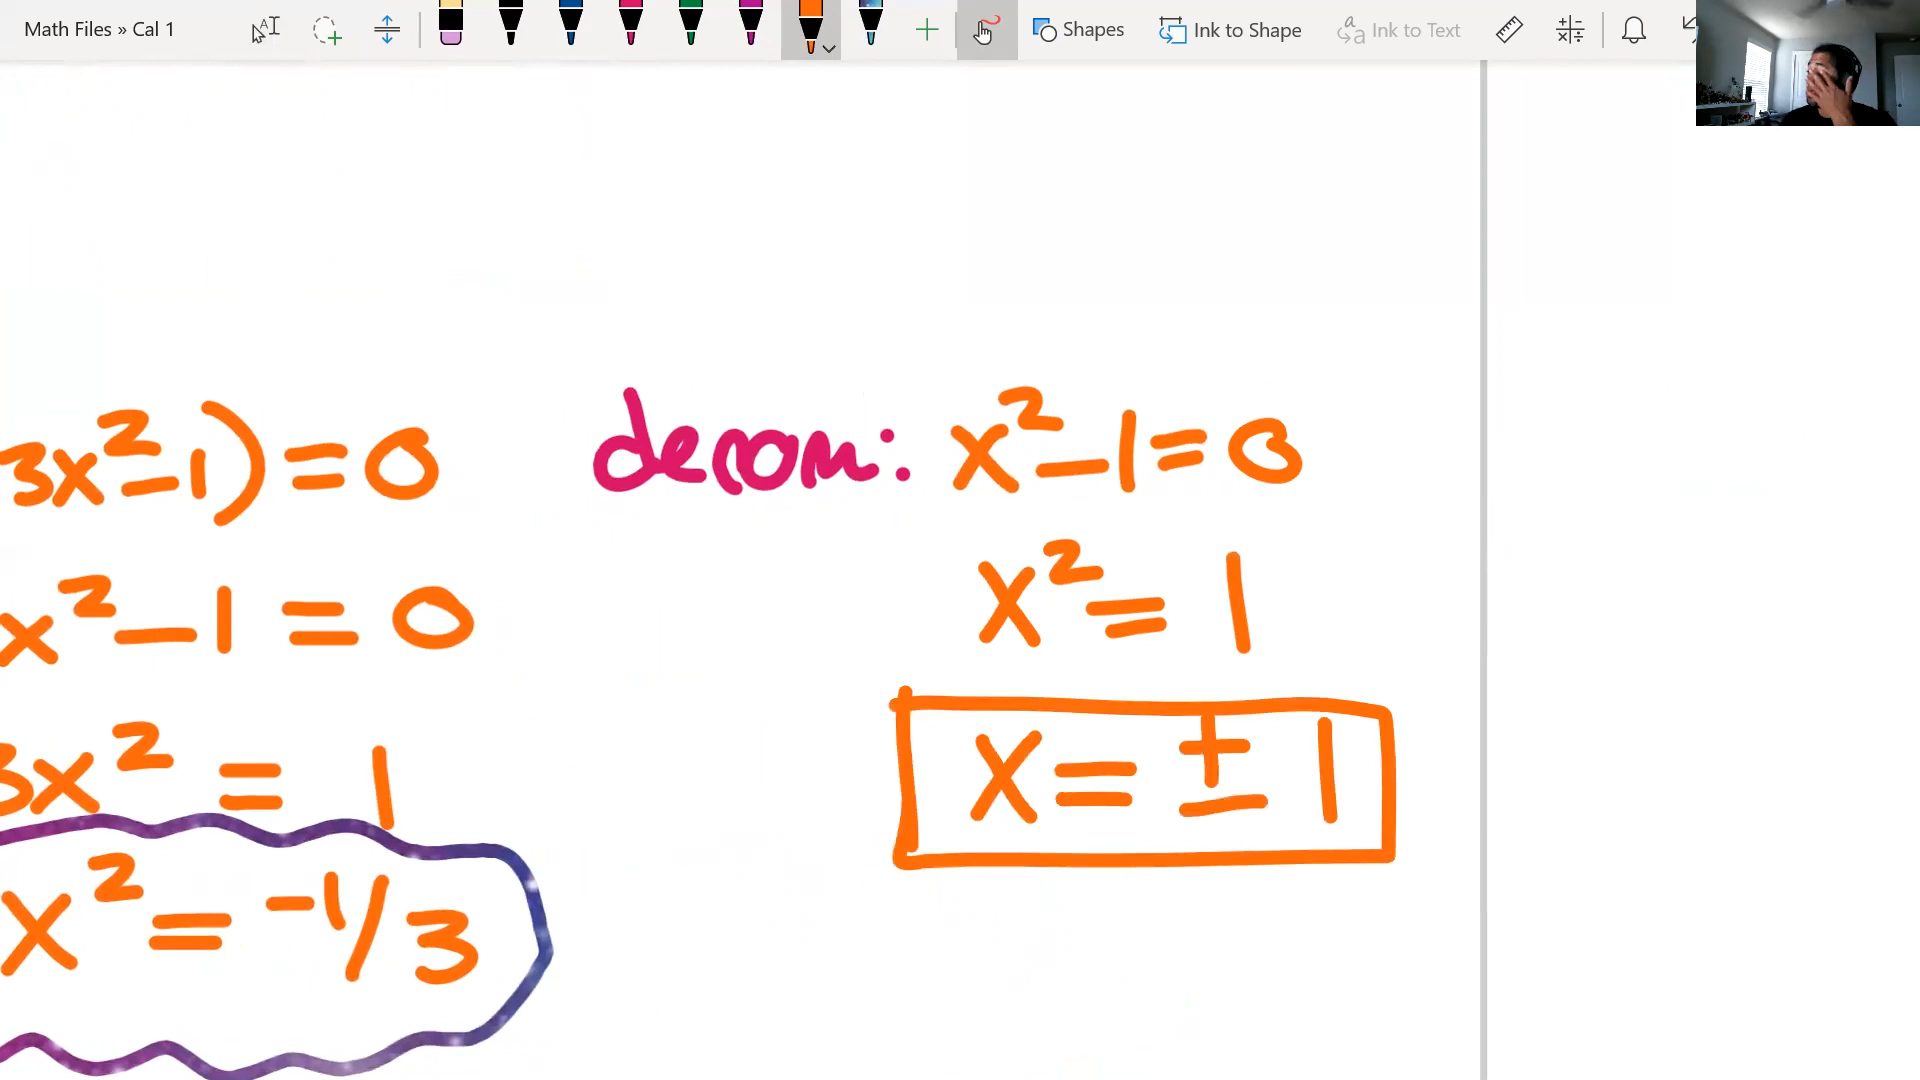 Math Files » Cal 1
Shapes
Ink to Shape
Ink to Text
3x²-1) = 0
x² - 1 = 0
3x² = 1
x² = -1/3
denom: x² - 1 = 0
x² = 1
x = ± 1